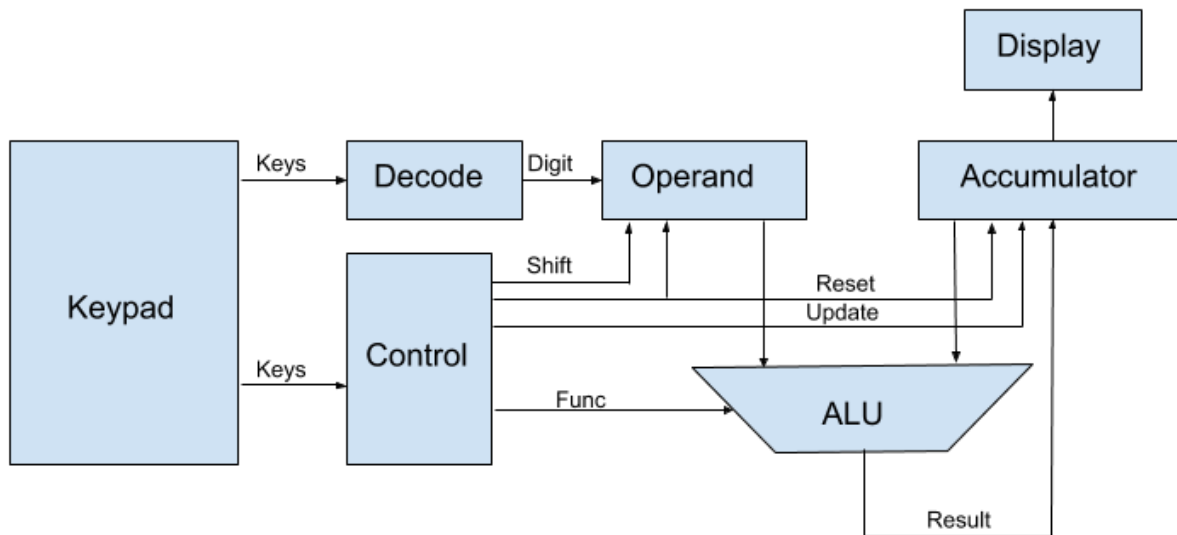 Display
Keys
Decode
Digit
Operand
Accumulator
Shift
Reset
Update
Keypad
Control
Keys
Func
ALU
Result